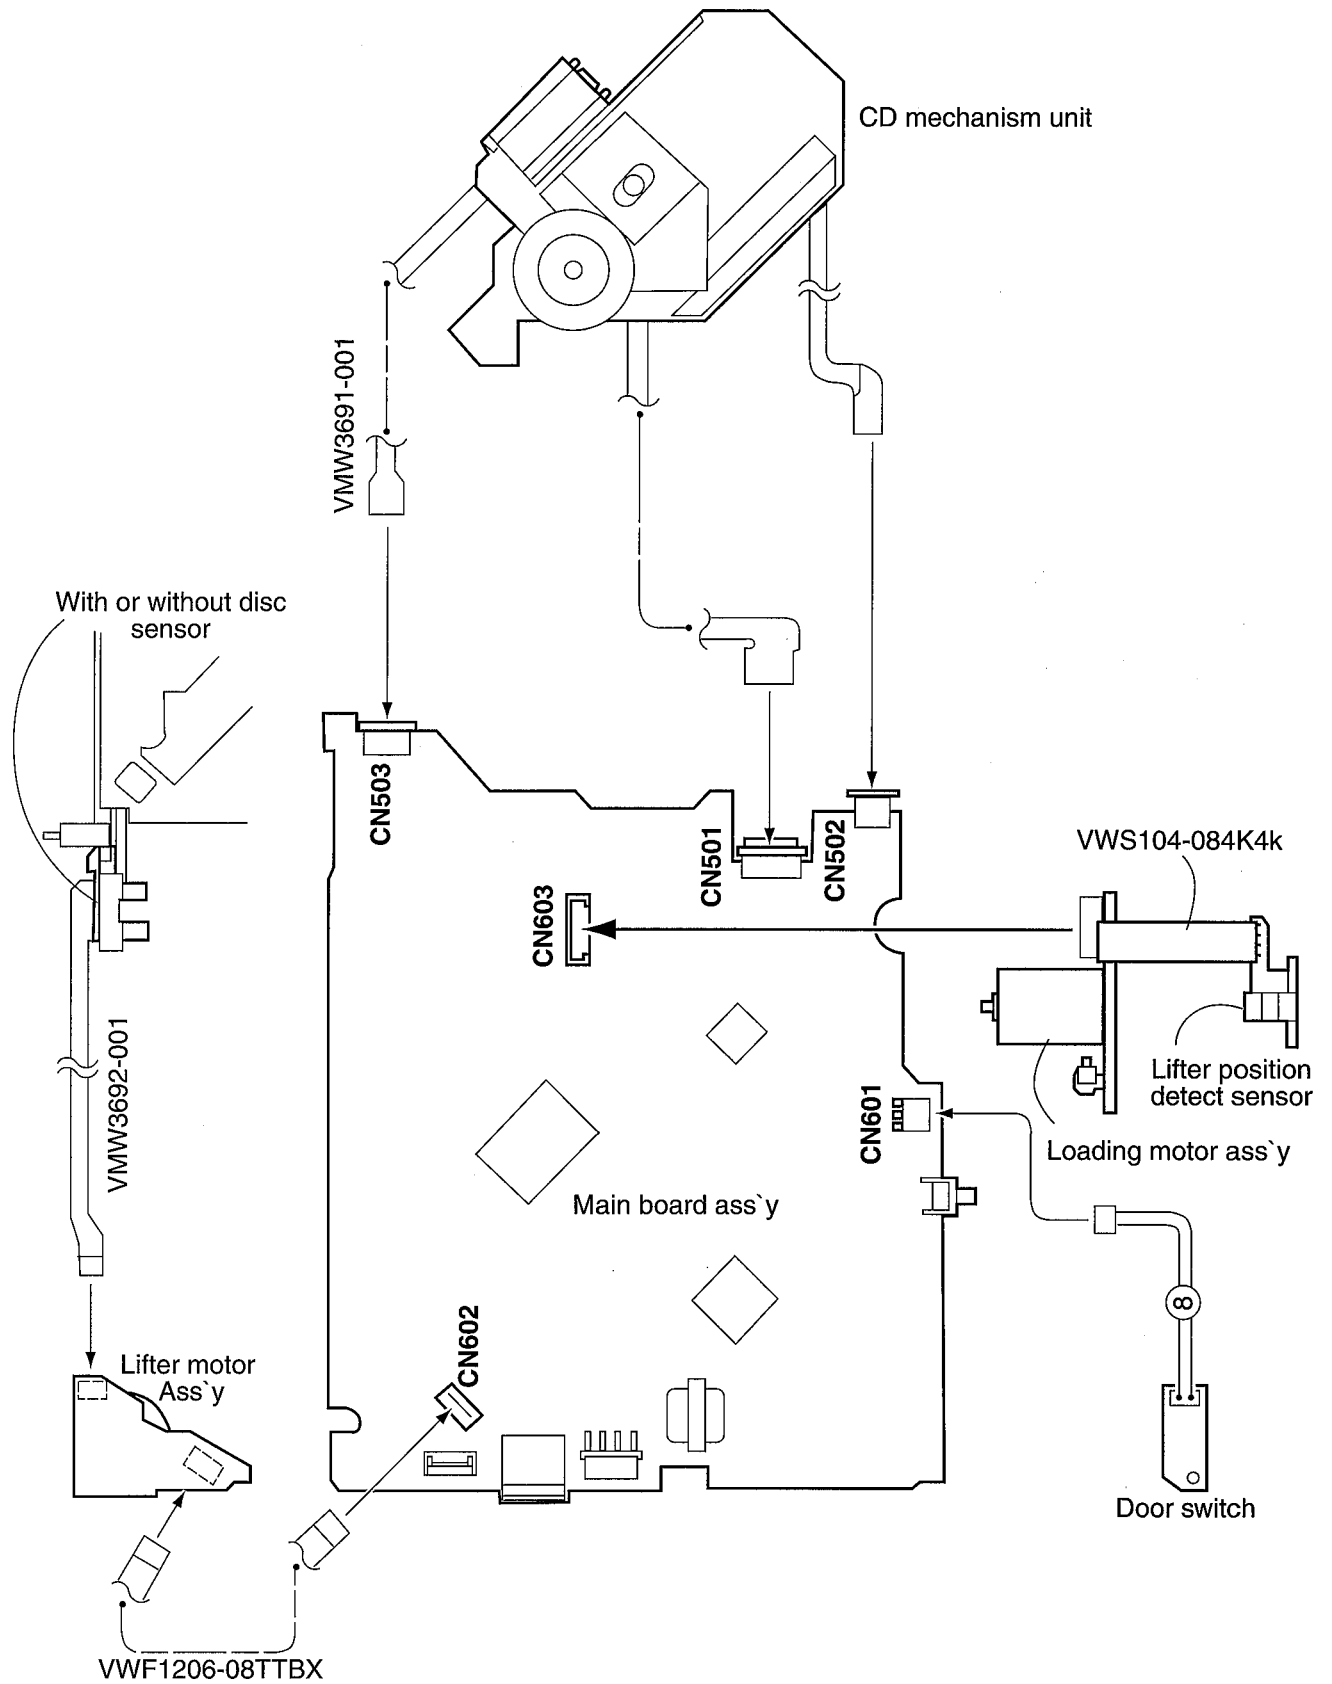 CD mechanism unit
VMW3691-001
With or without disc
sensor
CN503
CN501
CN502
CN603
VWS104-084K4k
VMW3692-001
Lifter position
detect sensor
CN601
Loading motor ass`y
Main board ass`y
8
CN602
Lifter motor
Ass`y
Door switch
VWF1206-08TTBX